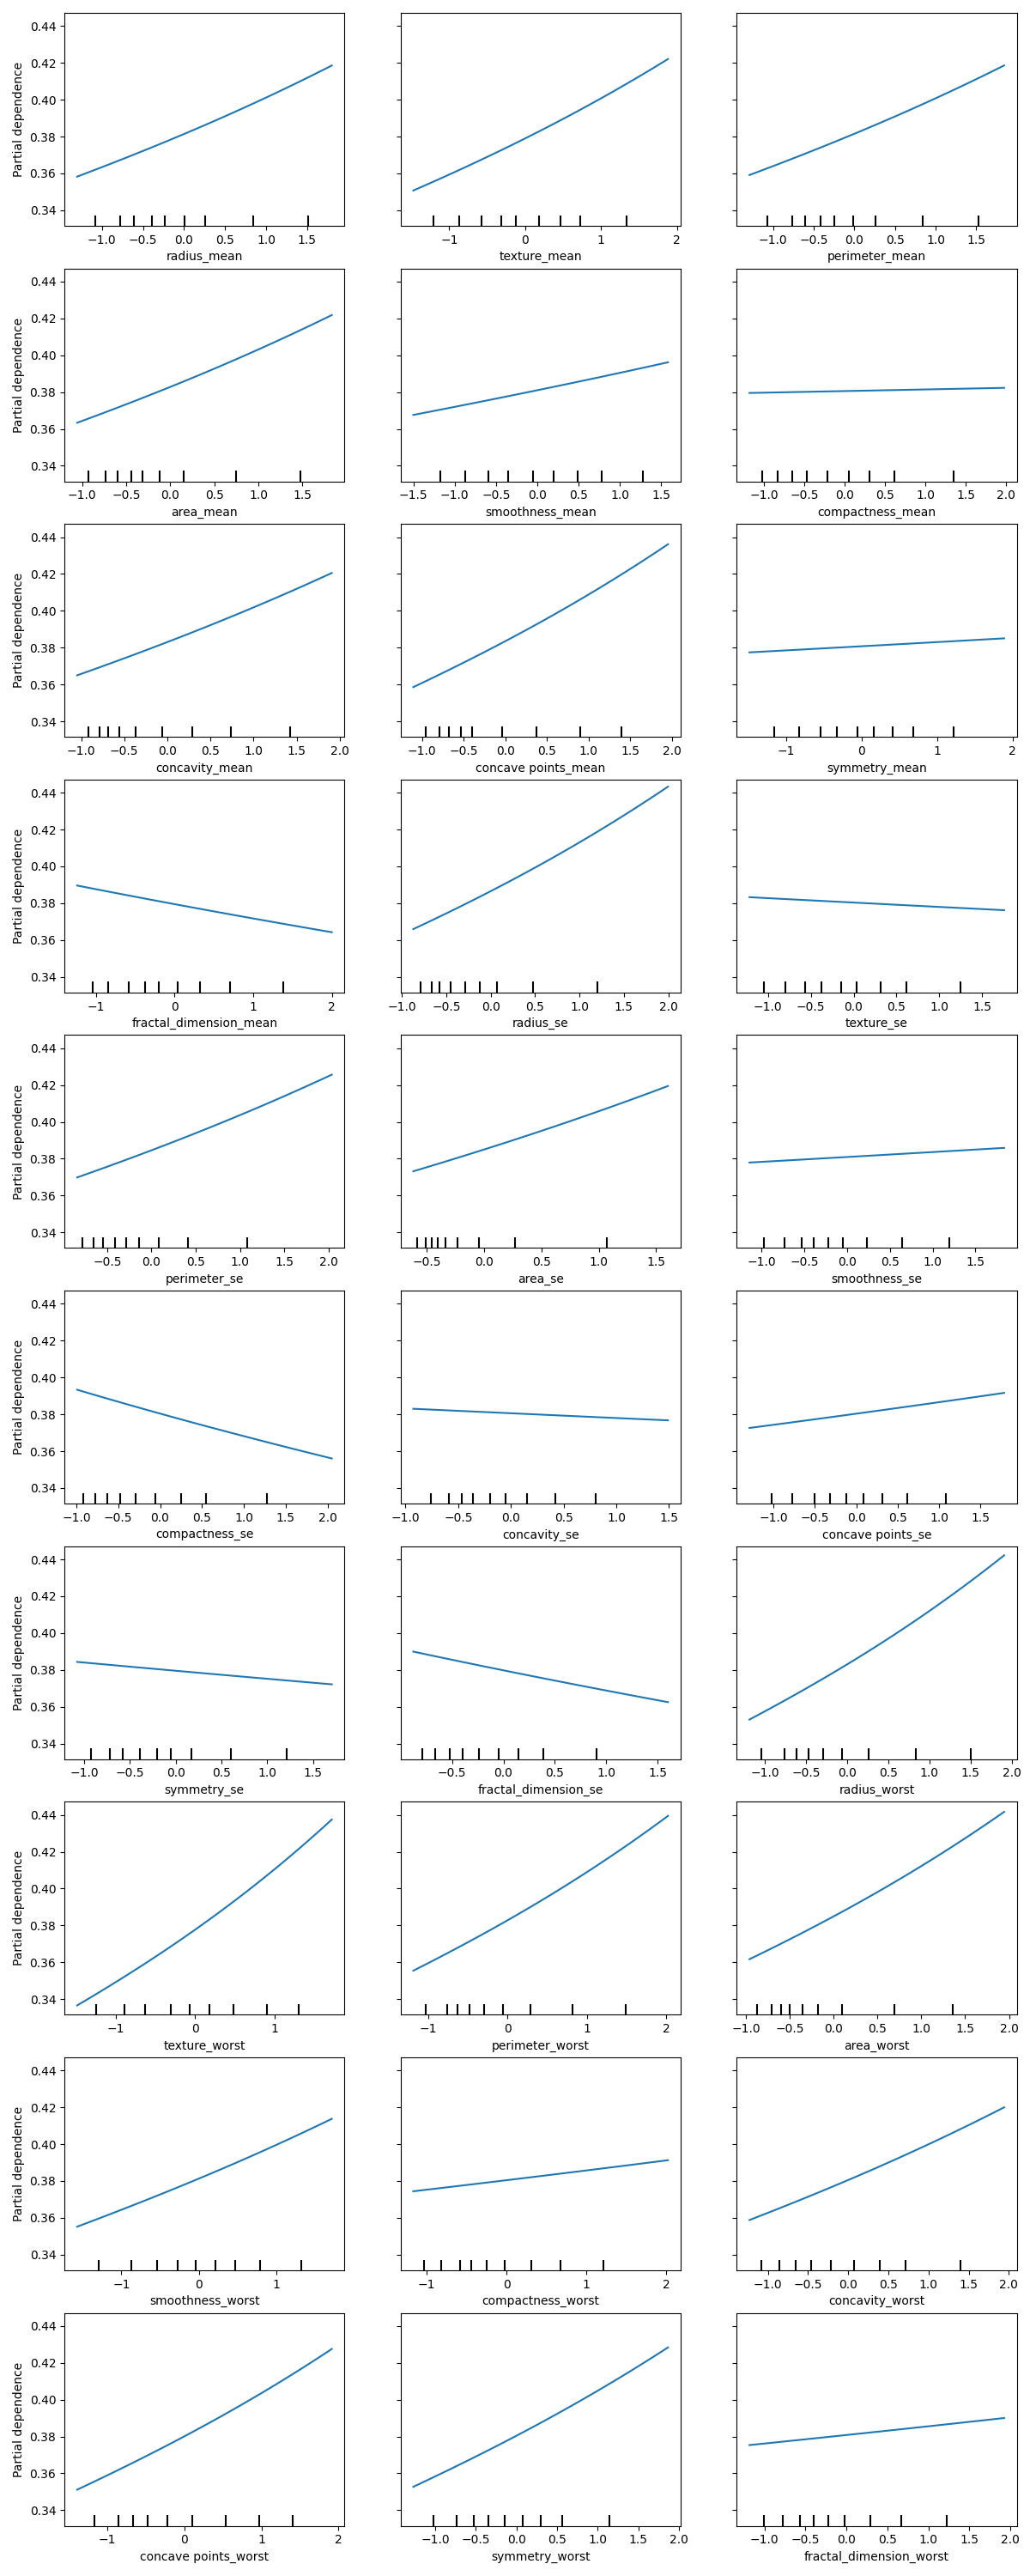 0.44
0.42
0.40
0.38
0.36
0.34
Partial dependence
−1.0 −0.5 0.0 0.5 1.0 1.5
radius_mean
−1 0 1 2
texture_mean
−1.0 −0.5 0.0 0.5 1.0 1.5
perimeter_mean
0.44
0.42
0.40
0.38
0.36
0.34
Partial dependence
−1.0 −0.5 0.0 0.5 1.0 1.5
area_mean
−1.5 −1.0 −0.5 0.0 0.5 1.0 1.5
smoothness_mean
−1.0 −0.5 0.0 0.5 1.0 1.5 2.0
compactness_mean
0.44
0.42
0.40
0.38
0.36
0.34
Partial dependence
−1.0 −0.5 0.0 0.5 1.0 1.5 2.0
concavity_mean
−1.0 −0.5 0.0 0.5 1.0 1.5 2.0
concave points_mean
−1 0 1 2
symmetry_mean
0.44
0.42
0.40
0.38
0.36
0.34
Partial dependence
−1 0 1 2
fractal_dimension_mean
−1.0 −0.5 0.0 0.5 1.0 1.5 2.0
radius_se
−1.0 −0.5 0.0 0.5 1.0 1.5
texture_se
0.44
0.42
0.40
0.38
0.36
0.34
Partial dependence
−0.5 0.0 0.5 1.0 1.5 2.0
perimeter_se
−0.5 0.0 0.5 1.0 1.5
area_se
−1.0 −0.5 0.0 0.5 1.0 1.5
smoothness_se
0.44
0.42
0.40
0.38
0.36
0.34
Partial dependence
−1.0 −0.5 0.0 0.5 1.0 1.5 2.0
compactness_se
−1.0 −0.5 0.0 0.5 1.0 1.5
concavity_se
−1.0 −0.5 0.0 0.5 1.0 1.5
concave points_se
0.44
0.42
0.40
0.38
0.36
0.34
Partial dependence
−1.0 −0.5 0.0 0.5 1.0 1.5
symmetry_se
−0.5 0.0 0.5 1.0 1.5
fractal_dimension_se
−1.0 −0.5 0.0 0.5 1.0 1.5 2.0
radius_worst
0.44
0.42
0.40
0.38
0.36
0.34
Partial dependence
−1 0 1
texture_worst
−1 0 1 2
perimeter_worst
−1.0 −0.5 0.0 0.5 1.0 1.5 2.0
area_worst
0.44
0.42
0.40
0.38
0.36
0.34
Partial dependence
−1 0 1
smoothness_worst
−1 0 1 2
compactness_worst
−1.0 −0.5 0.0 0.5 1.0 1.5 2.0
concavity_worst
0.44
0.42
0.40
0.38
0.36
0.34
Partial dependence
−1 0 1 2
concave points_worst
−1.0 −0.5 0.0 0.5 1.0 1.5 2.0
symmetry_worst
−1.0 −0.5 0.0 0.5 1.0 1.5 2.0
fractal_dimension_worst